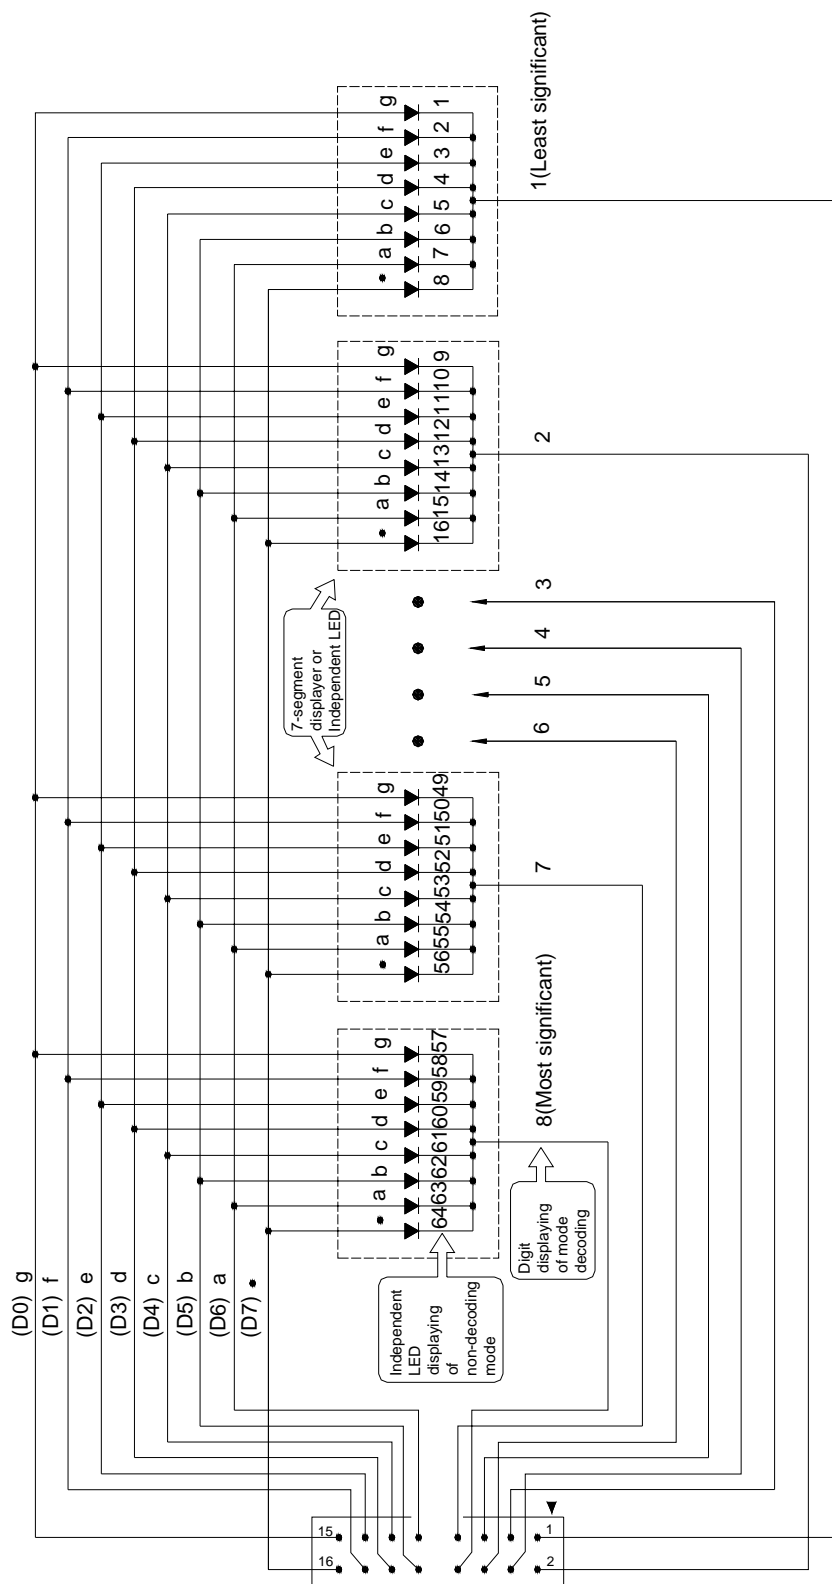 (D0) g
(D1) f
(D2) e
(D3) d
(D4) c
(D5) b
(D6) a
(D7) •
• a b c d e f g
64 63 62 61 60 59 58 57
• a b c d e f g
56 55 54 53 52 51 50 49
• a b c d e f g
16 15 14 13 12 11 10 9
• a b c d e f g
8 7 6 5 4 3 2 1
7-segment
displayer or
Independent LED
Independent
LED
displaying
of
non-decoding
mode
Digit
displaying
of mode
decoding
8(Most significant)
7
6
5
4
3
2
1(Least significant)
15
1
16
2